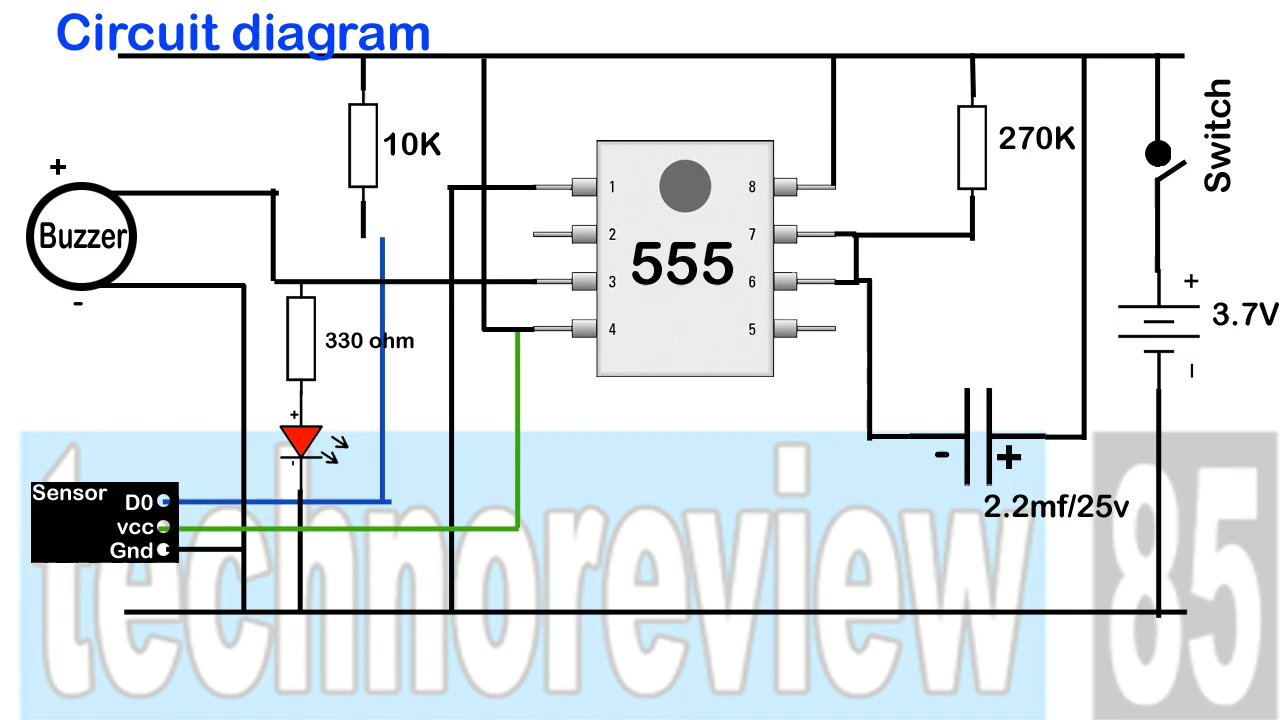 Circuit diagram
10K
270K
Switch
+
Buzzer
-
1
2
3
4
8
7
6
5
555
330 ohm
+
-
+
3.7V
-
-
+
2.2mf/25v
Sensor
D0
vcc
Gnd
technoreview 85